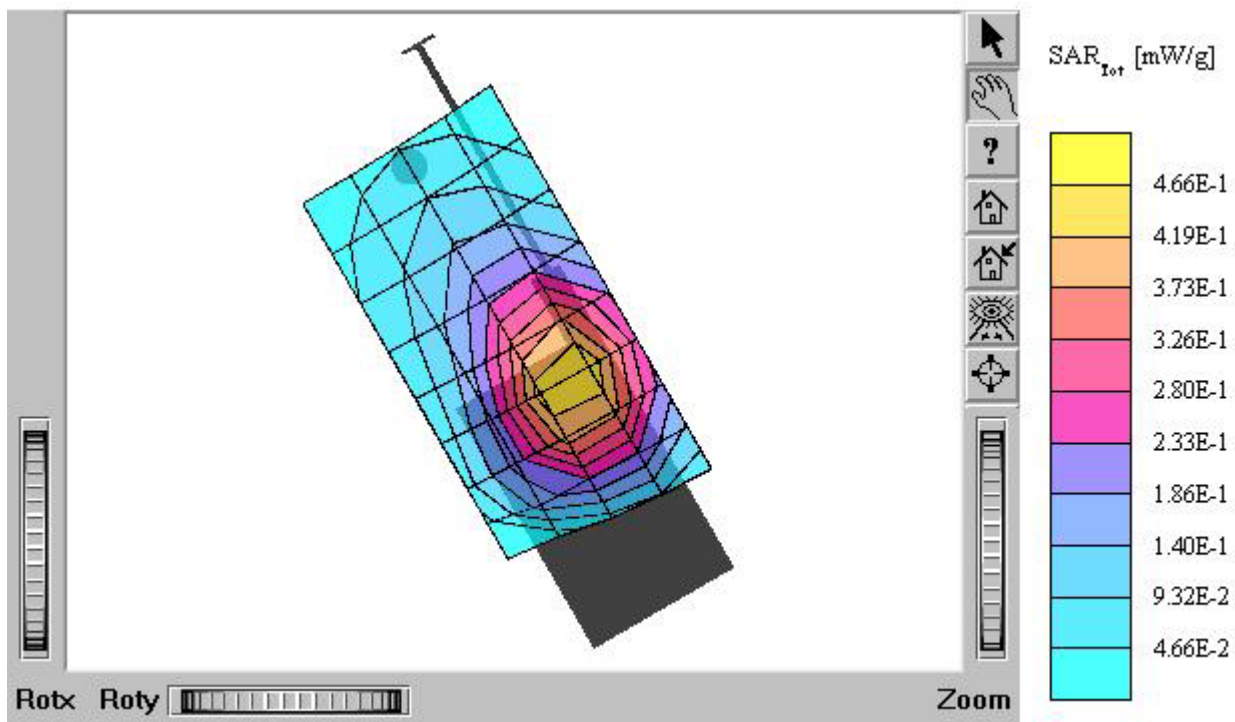 SARTot [mW/g]
?
4.66E-1
4.19E-1
3.73E-1
3.26E-1
2.80E-1
2.33E-1
1.86E-1
1.40E-1
9.32E-2
4.66E-2
Rotx Roty Zoom